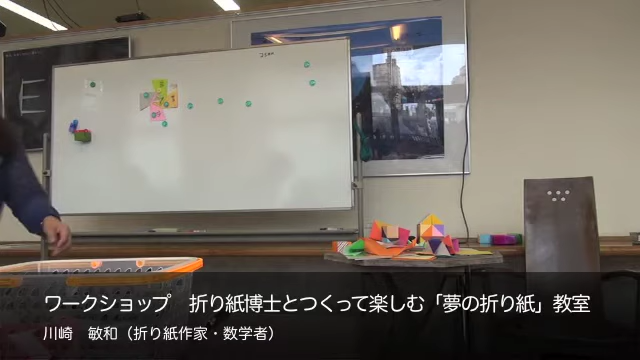 ワークショップ　折り紙博士とつくって楽しむ「夢の折り紙」教室
川崎　敏和（折り紙作家・数学者）